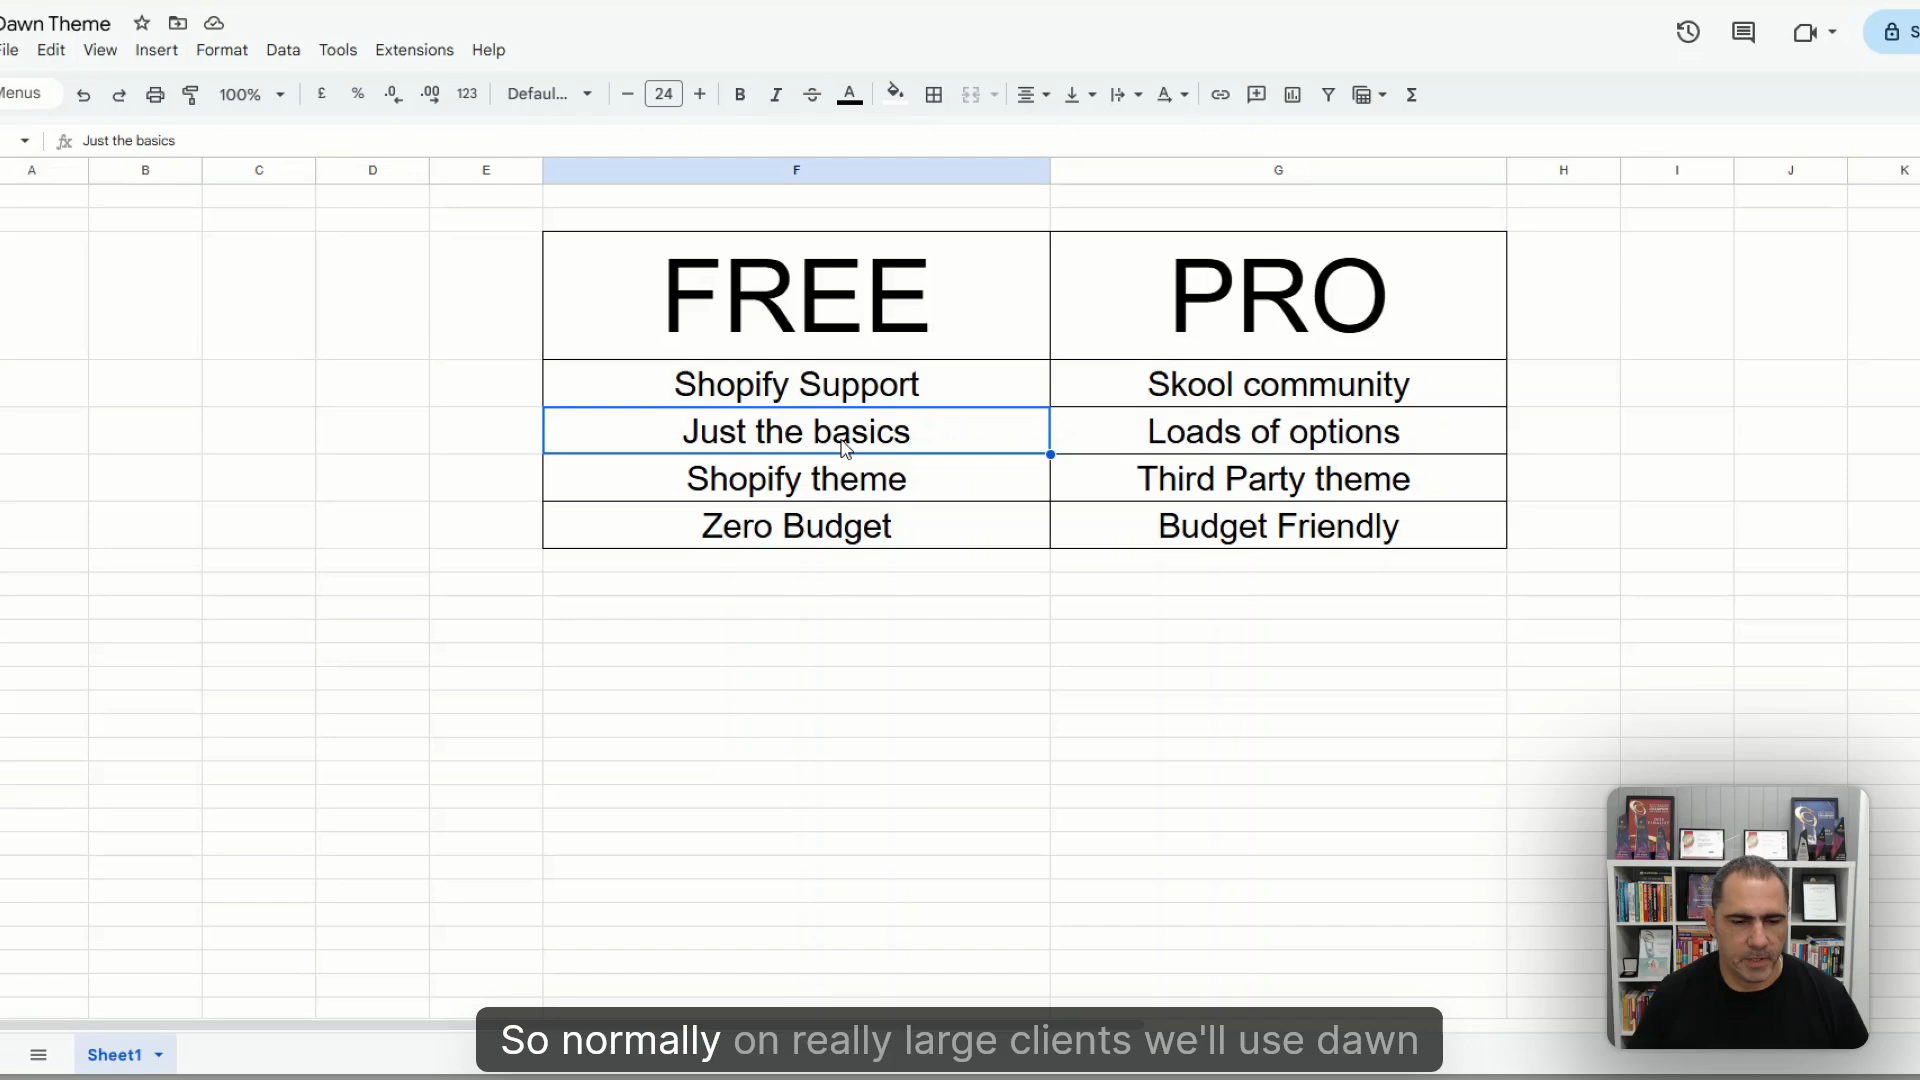 Dawn Theme
File Edit View Insert Format Data Tools Extensions Help
Menus 100% £ % .0 .00 123 Defaul... 24 B I A A Σ S
fx Just the basics
A B C D E F G H I J K
FREE PRO
Shopify Support Skool community
Just the basics Loads of options
Shopify theme Third Party theme
Zero Budget Budget Friendly
So normally on really large clients we'll use dawn
Sheet1